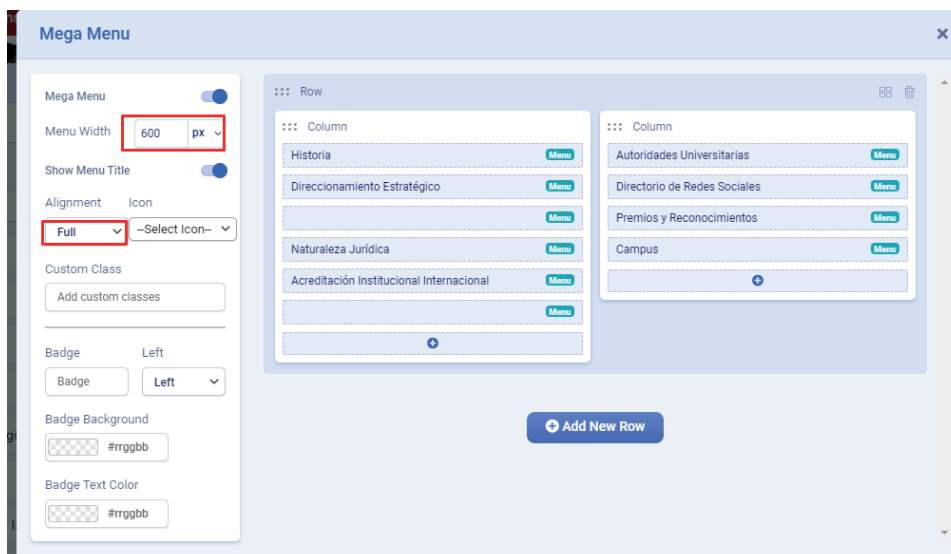 Mega Menu
Mega Menu
Menu Width 600 px
Show Menu Title
Alignment Icon
Full --Select Icon--
Custom Class
Add custom classes
Badge Left
Badge Left
Badge Background
#rrggbb
Badge Text Color
#rrggbb
Row
Column
Historia Menu
Direccionamiento Estratégico Menu
Menu
Naturaleza Jurídica Menu
Acreditación Institucional Internacional Menu
Menu
Column
Autoridades Universitarias Menu
Directorio de Redes Sociales Menu
Premios y Reconocimientos Menu
Campus Menu
Add New Row